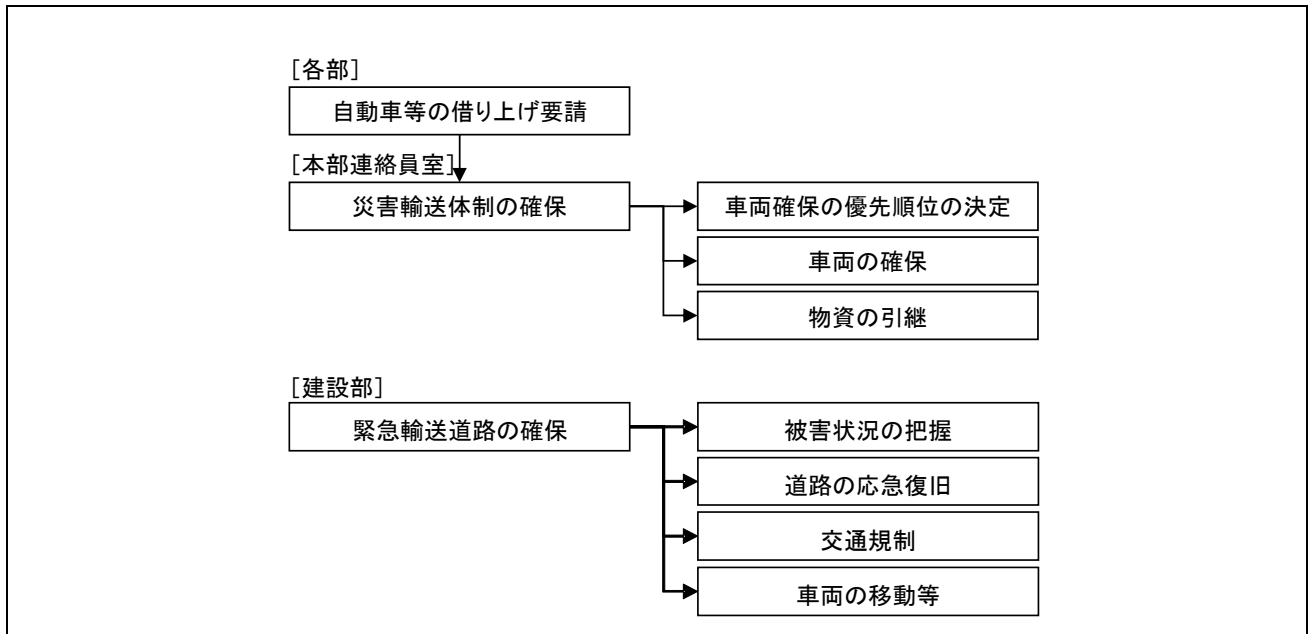 [各部]
自動車等の借り上げ要請
[本部連絡員室]
災害輸送体制の確保
車両確保の優先順位の決定
車両の確保
物資の引継
[建設部]
緊急輸送道路の確保
被害状況の把握
道路の応急復旧
交通規制
車両の移動等